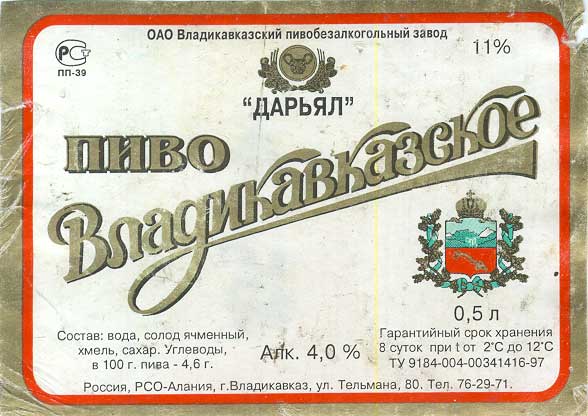 ОАО Владикавказский пивобезалкогольный завод
РСТ
ПП-39
11%
"ДАРЬЯЛ"
ПИВО
Владикавказское
0,5 л
Состав: вода, солод ячменный,
хмель, сахар. Углеводы,
в 100 г. пива - 4,6 г.
Алк. 4,0 %
Гарантийный срок хранения
8 суток при t от 2°С до 12°С
ТУ 9184-004-00341416-97
Россия, РСО-Алания, г.Владикавказ, ул. Тельмана, 80. Тел. 76-29-71.